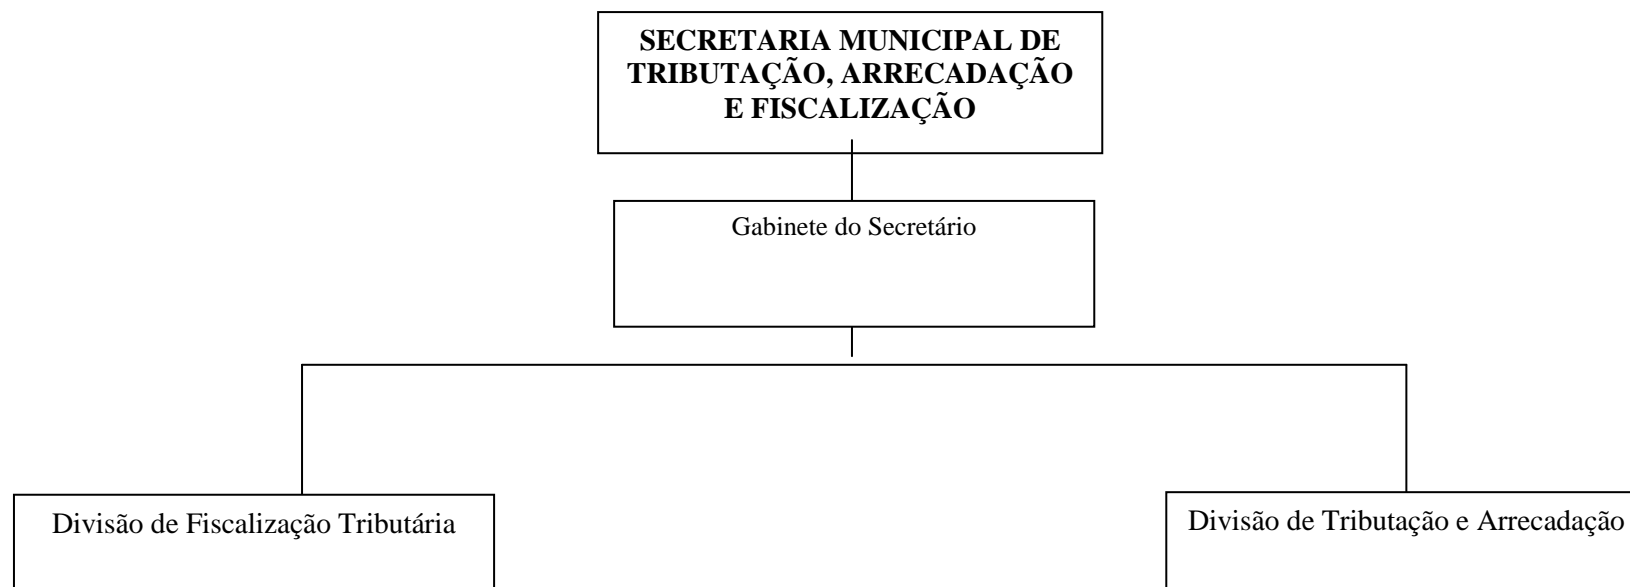 SECRETARIA MUNICIPAL DE
TRIBUTAÇÃO, ARRECADAÇÃO
E FISCALIZAÇÃO
Gabinete do Secretário
Divisão de Fiscalização Tributária
Divisão de Tributação e Arrecadação